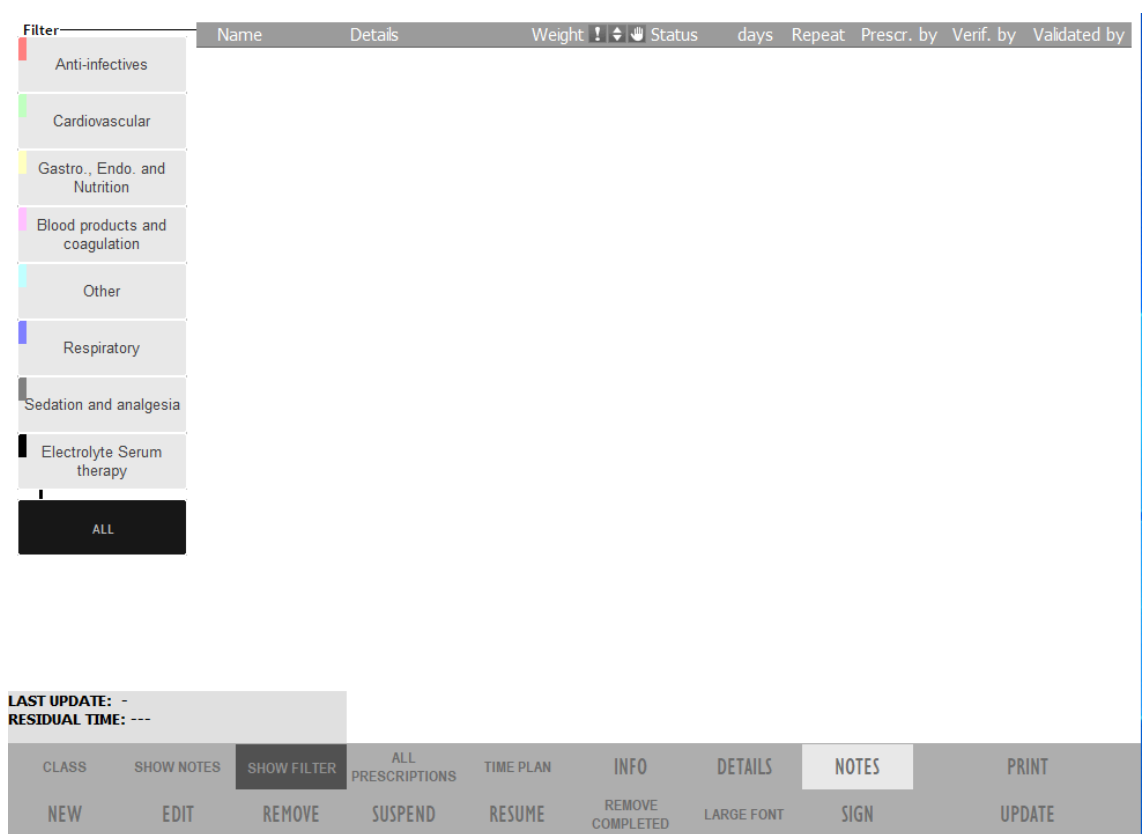 Filter
Name Details Weight ! Status days Repeat Prescr. by Verif. by Validated by
Anti-infectives
Cardiovascular
Gastro., Endo. and
Nutrition
Blood products and
coagulation
Other
Respiratory
Sedation and analgesia
Electrolyte Serum
therapy
ALL
LAST UPDATE: -
RESIDUAL TIME: ---
CLASS SHOW NOTES SHOW FILTER ALL PRESCRIPTIONS TIME PLAN INFO DETAILS NOTES PRINT
NEW EDIT REMOVE SUSPEND RESUME REMOVE COMPLETED LARGE FONT SIGN UPDATE